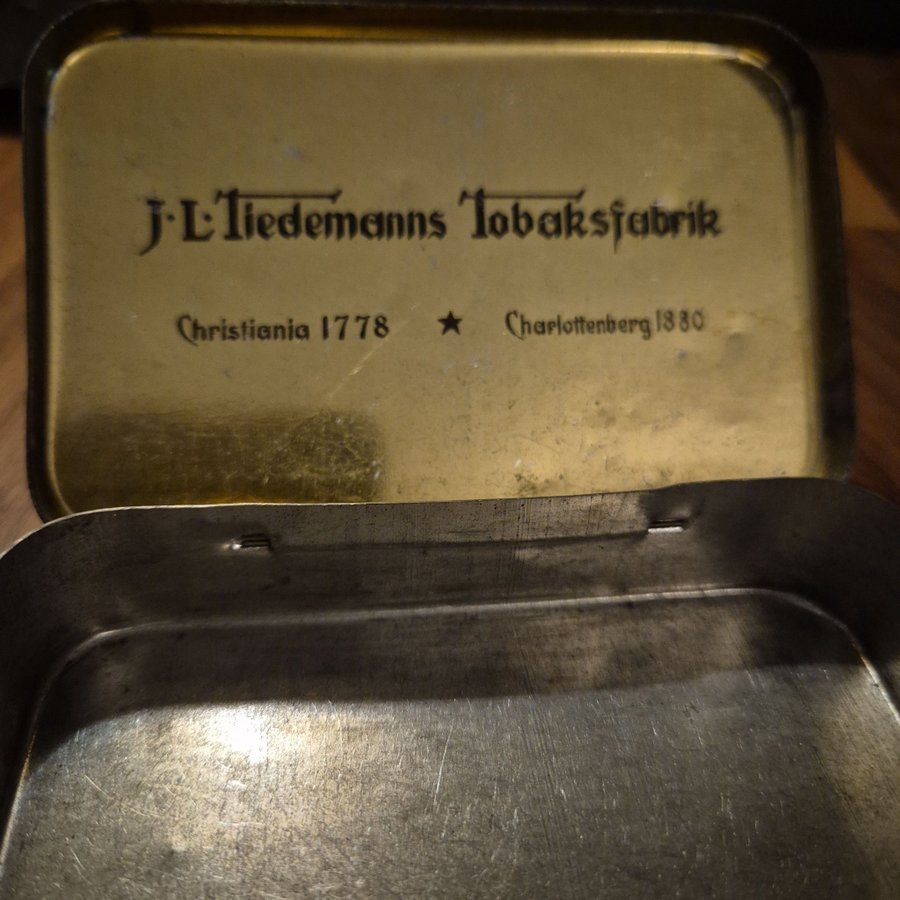 J·L·Tiedemanns Tobaksfabrik
Christiania 1778 ★ Charlottenberg 1880